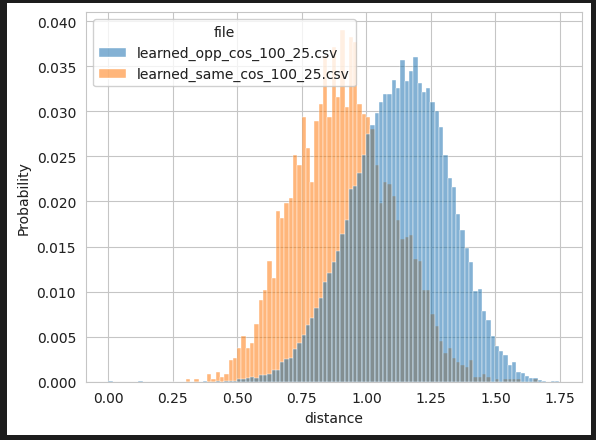 file
learned_opp_cos_100_25.csv
learned_same_cos_100_25.csv
0.040
0.035
0.030
0.025
0.020
0.015
0.010
0.005
0.000
Probability
0.00 0.25 0.50 0.75 1.00 1.25 1.50 1.75
distance